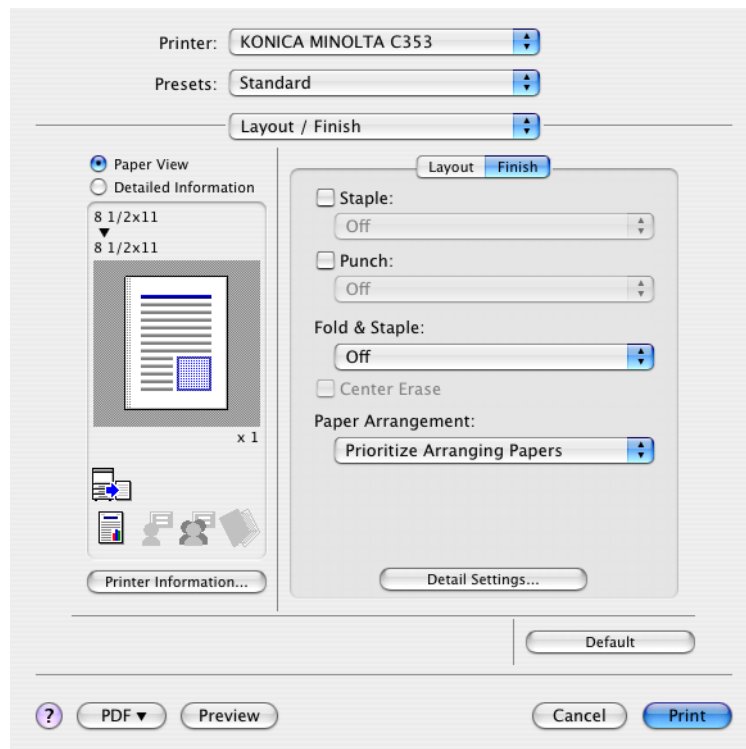 Printer: KONICA MINOLTA C353
Presets: Standard
Layout / Finish
Paper View
Detailed Information
8 1/2x11
▼
8 1/2x11
x 1
Printer Information...
Layout Finish
Staple:
Off
Punch:
Off
Fold & Staple:
Off
Center Erase
Paper Arrangement:
Prioritize Arranging Papers
Detail Settings...
Default
? PDF ▼ Preview Cancel Print